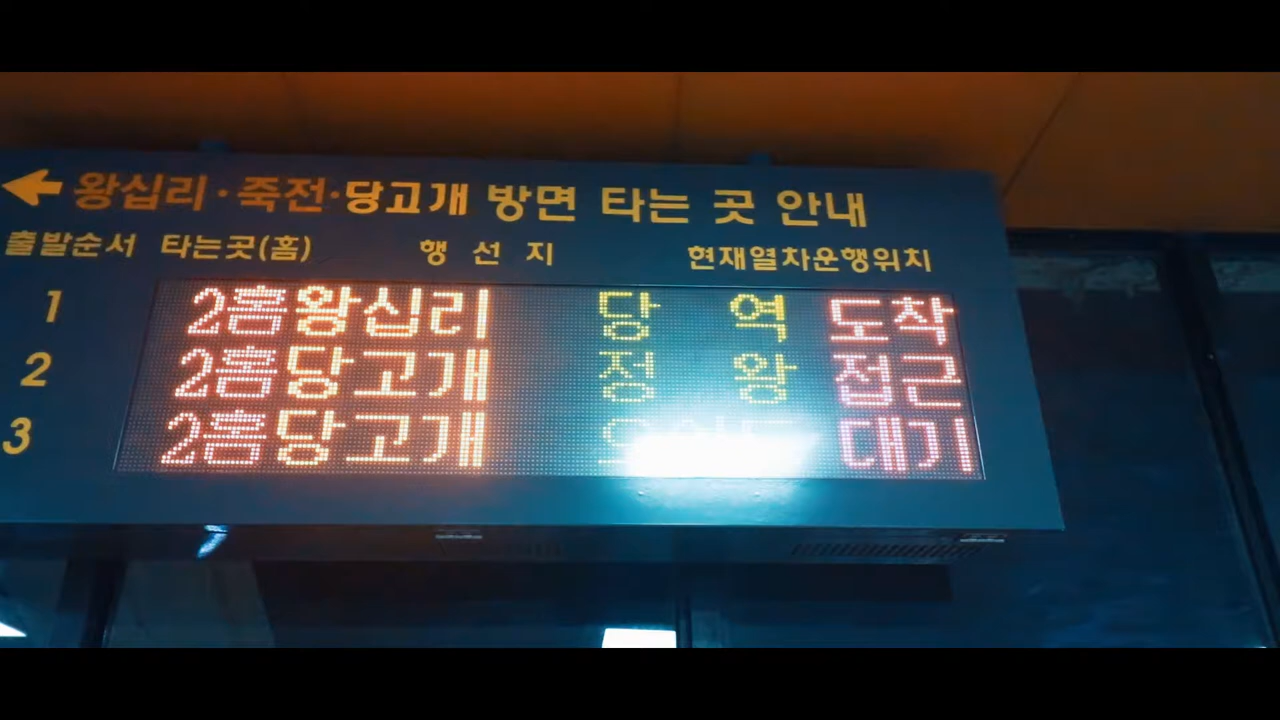 ← 왕십리·죽전·당고개 방면 타는 곳 안내
출발순서 타는곳(홈) 행 선 지 현재열차운행위치
1 2홈 왕십리 당 역 도착
2 2홈 당고개 정 왕 접근
3 2홈 당고개 대기